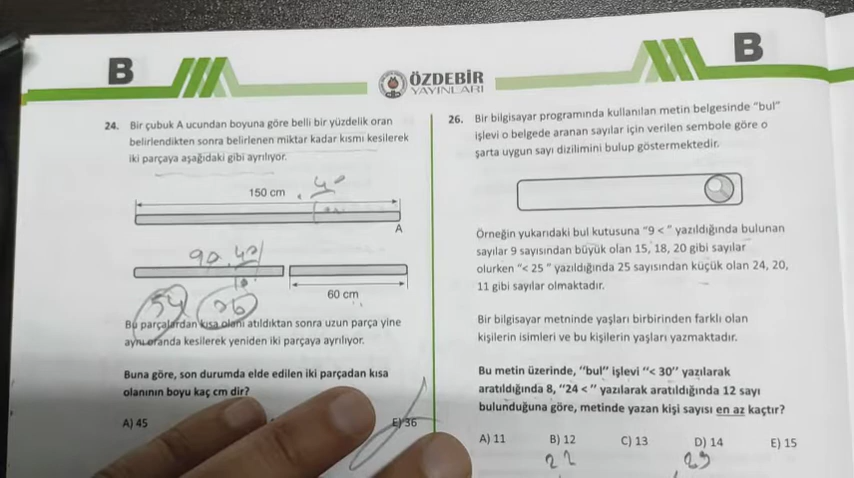 B
ÖZDEBİR
YAYINLARI
B
24. Bir çubuk A ucundan boyuna göre belli bir yüzdelik oran
belirlendikten sonra belirlenen miktar kadar kısmı kesilerek
iki parçaya aşağıdaki gibi ayrılıyor.
150 cm
A
90
60 cm
54
36
Bu parçalardan kısa olanı atıldıktan sonra uzun parça yine
aynı oranda kesilerek yeniden iki parçaya ayrılıyor.
Buna göre, son durumda elde edilen iki parçadan kısa
olanının boyu kaç cm dir?
A) 45
E) 36
26. Bir bilgisayar programında kullanılan metin belgesinde "bul"
işlevi o belgede aranan sayılar için verilen sembole göre o
şarta uygun sayı dizilimini bulup göstermektedir.
Örneğin yukarıdaki bul kutusuna "9 < " yazıldığında bulunan
sayılar 9 sayısından büyük olan 15, 18, 20 gibi sayılar
olurken "< 25 " yazıldığında 25 sayısından küçük olan 24, 20,
11 gibi sayılar olmaktadır.
Bir bilgisayar metninde yaşları birbirinden farklı olan
kişilerin isimleri ve bu kişilerin yaşları yazmaktadır.
Bu metin üzerinde, "bul" işlevi "< 30" yazılarak
aratıldığında 8, "24 < " yazılarak aratıldığında 12 sayı
bulunduğuna göre, metinde yazan kişi sayısı en az kaçtır?
A) 11 B) 12 C) 13 D) 14 E) 15
22 29